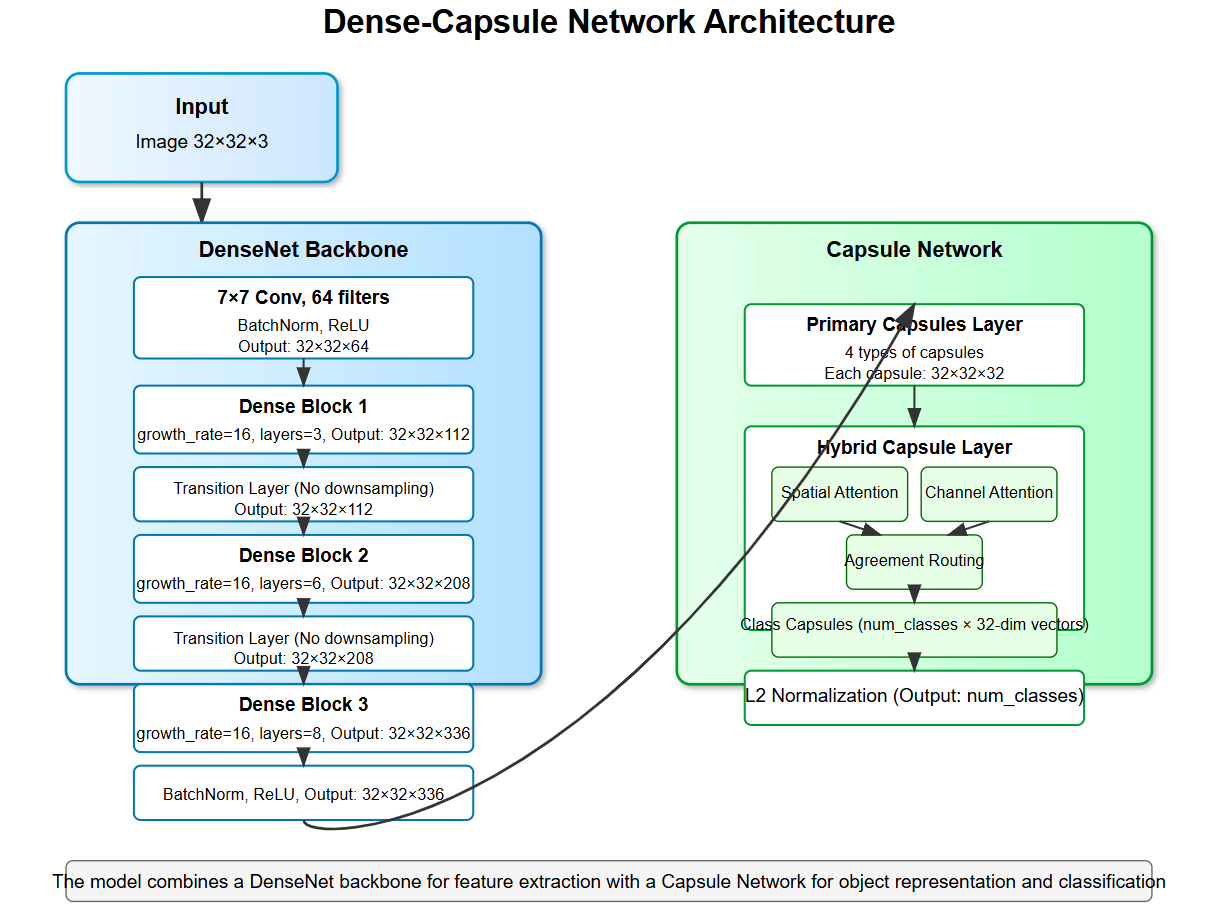 Dense-Capsule Network Architecture
Input
Image 32×32×3
DenseNet Backbone
7×7 Conv, 64 filters
BatchNorm, ReLU
Output: 32×32×64
Dense Block 1
growth_rate=16, layers=3, Output: 32×32×112
Transition Layer (No downsampling)
Output: 32×32×112
Dense Block 2
growth_rate=16, layers=6, Output: 32×32×208
Transition Layer (No downsampling)
Output: 32×32×208
Dense Block 3
growth_rate=16, layers=8, Output: 32×32×336
BatchNorm, ReLU, Output: 32×32×336
Capsule Network
Primary Capsules Layer
4 types of capsules
Each capsule: 32×32×32
Hybrid Capsule Layer
Spatial Attention
Channel Attention
Agreement Routing
Class Capsules (num_classes × 32-dim vectors)
L2 Normalization (Output: num_classes)
The model combines a DenseNet backbone for feature extraction with a Capsule Network for object representation and classification